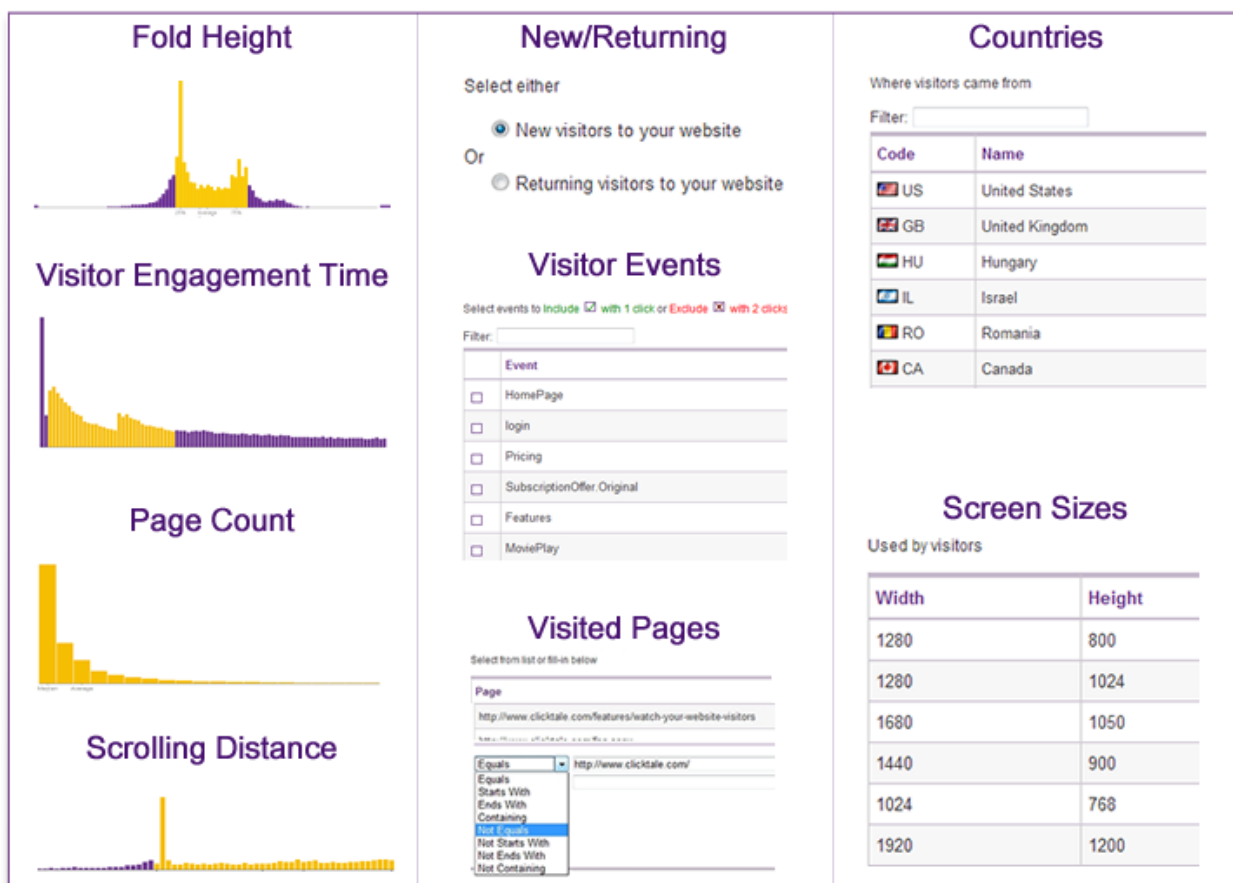 Fold Height
25% Average 75%
Visitor Engagement Time
Page Count
Median Average
Scrolling Distance
New/Returning
Select either
New visitors to your website
Or
Returning visitors to your website
Visitor Events
Select events to Include with 1 click or Exclude with 2 clicks
Filter:
Event
HomePage
login
Pricing
SubscriptionOffer.Original
Features
MoviePlay
Visited Pages
Select from list or fill-in below
Page
http://www.clicktale.com/features/watch-your-website-visitors
Equals http://www.clicktale.com/
Equals
Starts With
Ends With
Containing
Not Equals
Not Starts With
Not Ends With
Not Containing
Countries
Where visitors came from
Filter:
Code Name
US United States
GB United Kingdom
HU Hungary
IL Israel
RO Romania
CA Canada
Screen Sizes
Used by visitors
Width Height
1280 800
1280 1024
1680 1050
1440 900
1024 768
1920 1200